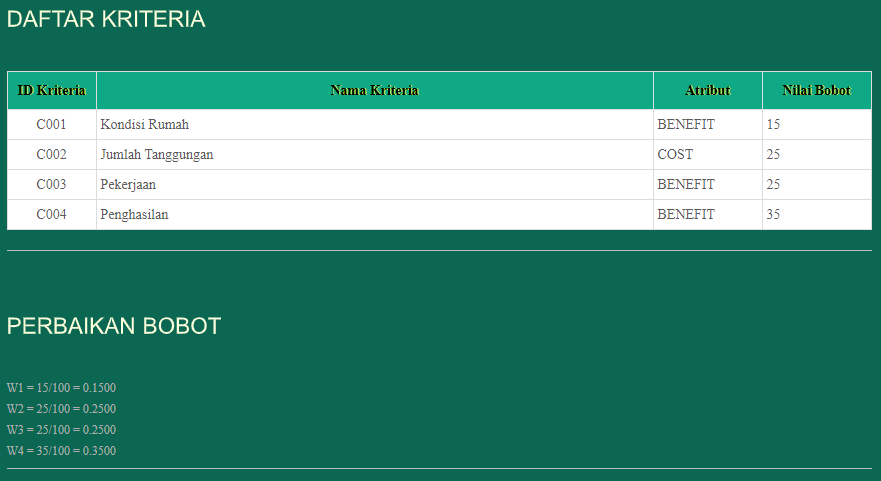 DAFTAR KRITERIA
ID Kriteria Nama Kriteria Atribut Nilai Bobot
C001 Kondisi Rumah BENEFIT 15
C002 Jumlah Tanggungan COST 25
C003 Pekerjaan BENEFIT 25
C004 Penghasilan BENEFIT 35
PERBAIKAN BOBOT
W1 = 15/100 = 0.1500
W2 = 25/100 = 0.2500
W3 = 25/100 = 0.2500
W4 = 35/100 = 0.3500